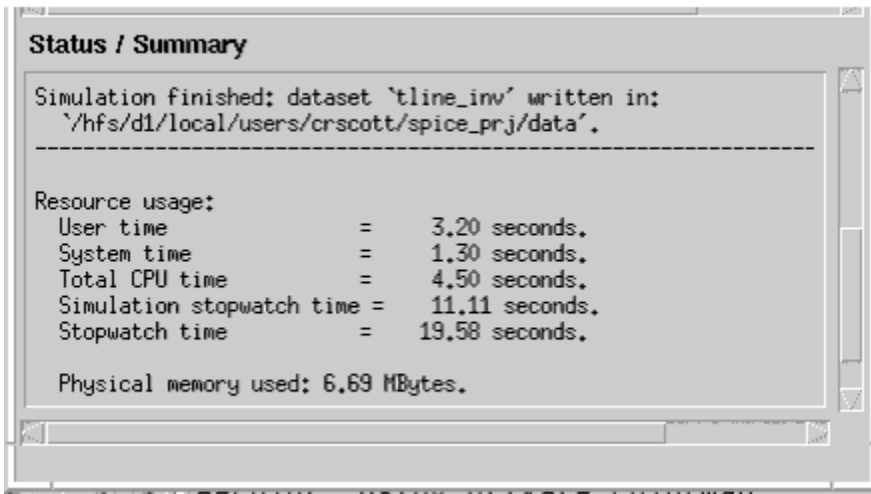 Status / Summary
Simulation finished: dataset `tline_inv' written in:
`/hfs/d1/local/users/crscott/spice_prj/data'.
-----------------------------------------------------------------
Resource usage:
User time = 3.20 seconds.
System time = 1.30 seconds.
Total CPU time = 4.50 seconds.
Simulation stopwatch time = 11.11 seconds.
Stopwatch time = 19.58 seconds.
Physical memory used: 6.69 MBytes.